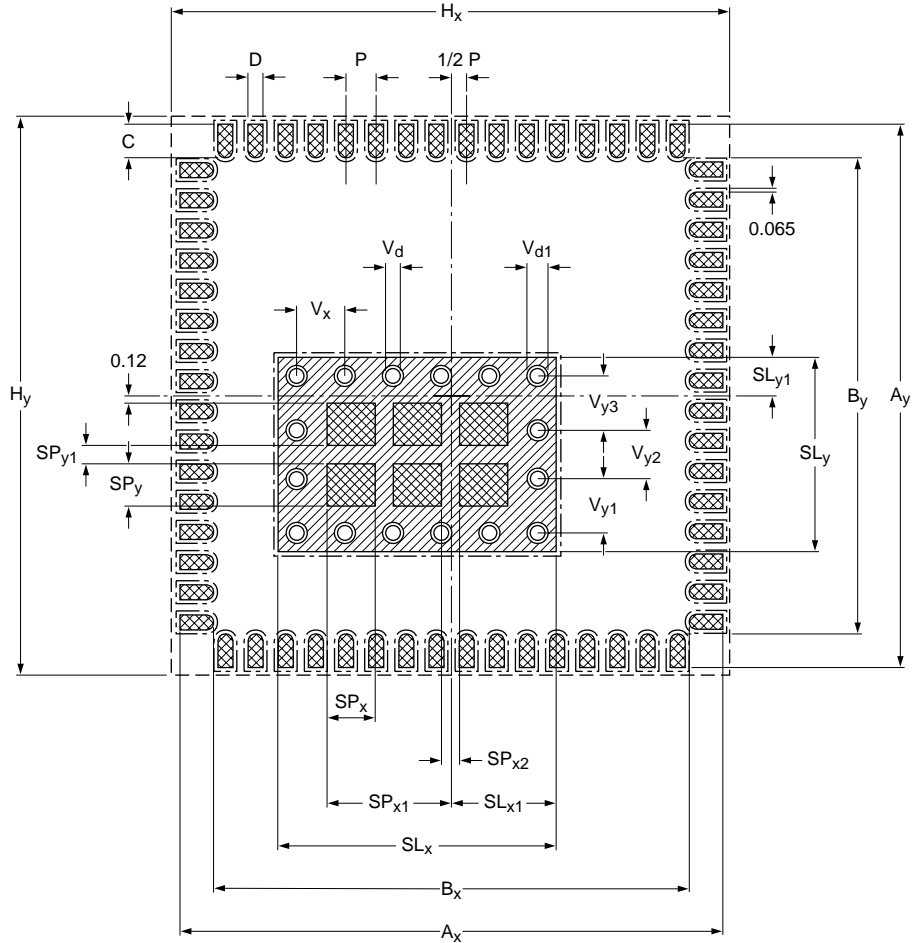 Hx
D P 1/2 P
C
0.065
Vd Vd1
Vx
0.12 SLy1
Hy Vy3 By Ay
SPy1 Vy2 SLy
SPy Vy1
SPx
SPx2
SPx1 SLx1
SLx
Bx
Ax